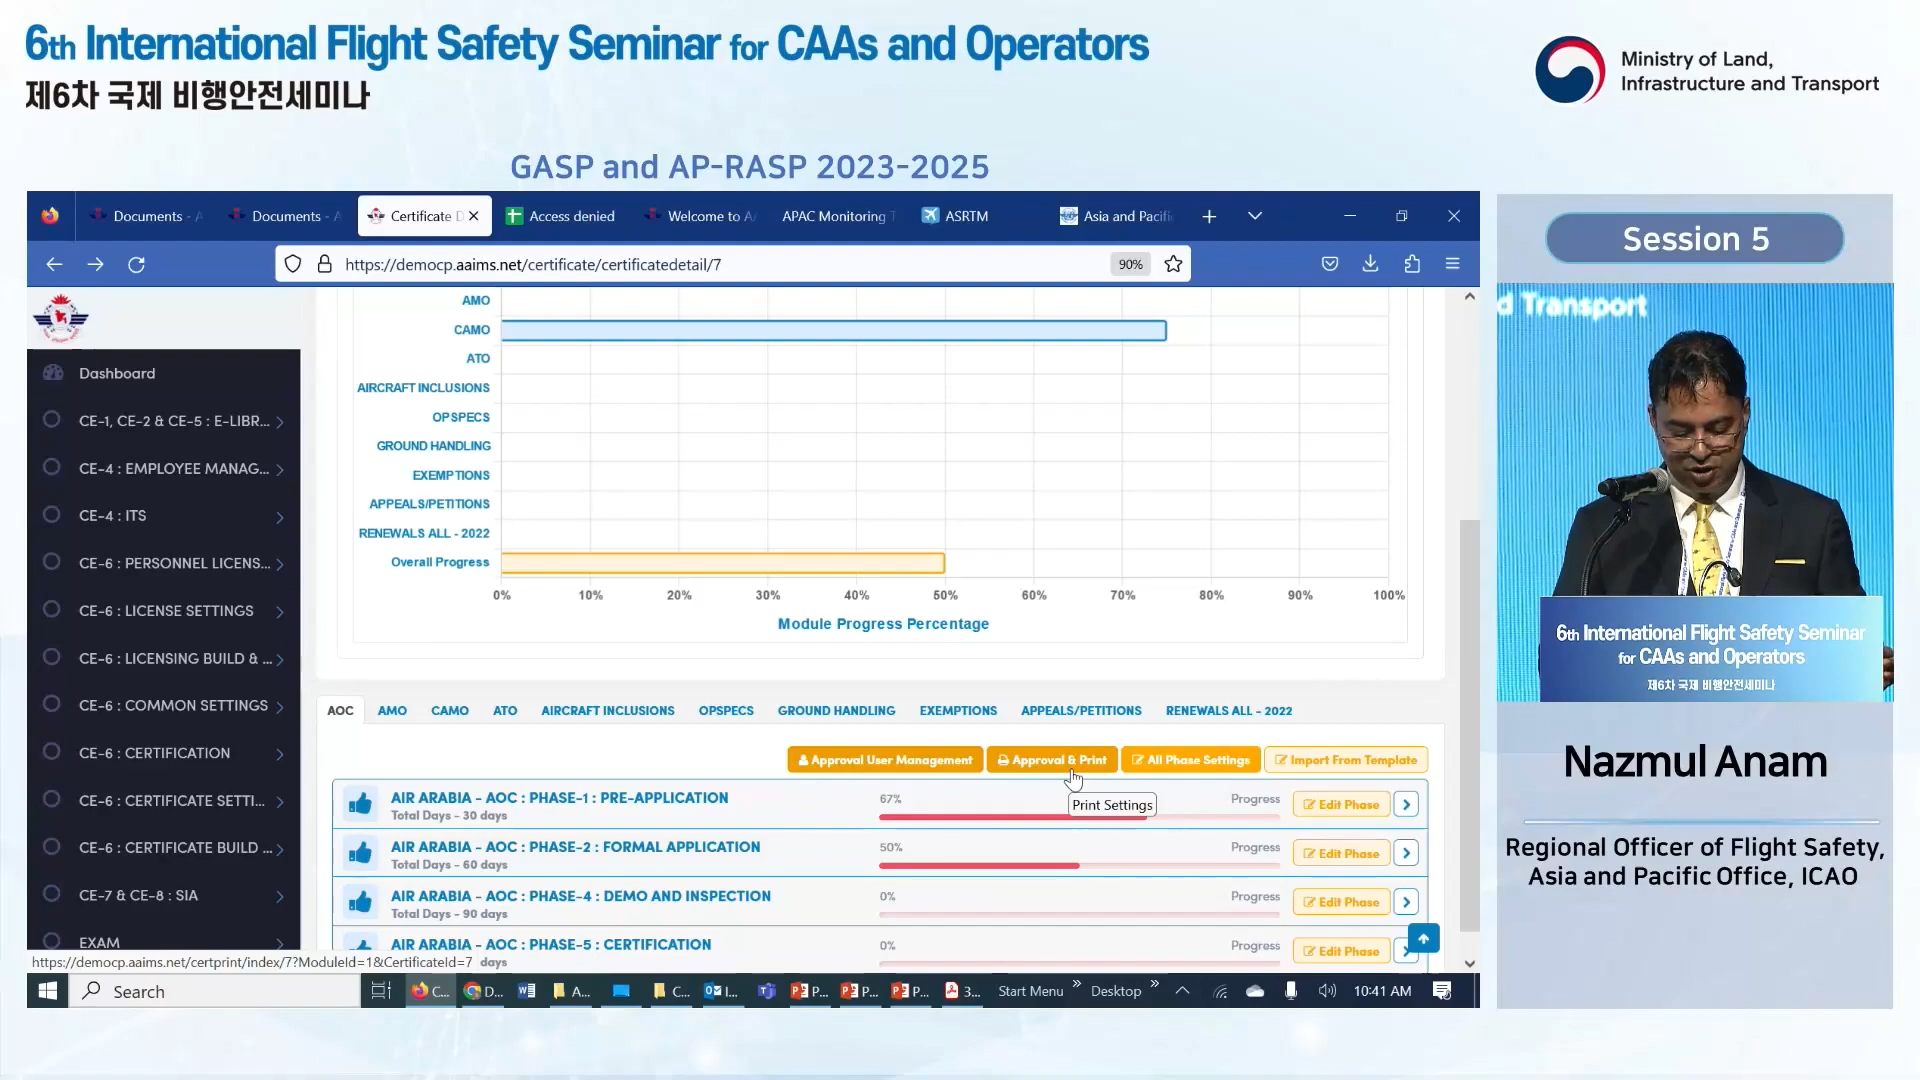 6th International Flight Safety Seminar for CAAs and Operators
제6차 국제 비행안전세미나
Ministry of Land,
Infrastructure and Transport
GASP and AP-RASP 2023-2025
Documents - A
Documents - A
Certificate D
Access denied
Welcome to A
APAC Monitoring T
ASRTM
Asia and Pacifi
https://democp.aaims.net/certificate/certificatedetail/7
90%
Session 5
d Transport
Dashboard
CE-1, CE-2 & CE-5 : E-LIBR...
CE-4 : EMPLOYEE MANAG...
CE-4 : ITS
CE-6 : PERSONNEL LICENS...
CE-6 : LICENSE SETTINGS
CE-6 : LICENSING BUILD & ...
CE-6 : COMMON SETTINGS
CE-6 : CERTIFICATION
CE-6 : CERTIFICATE SETTI...
CE-6 : CERTIFICATE BUILD ...
CE-7 & CE-8 : SIA
EXAM
AMO
CAMO
ATO
AIRCRAFT INCLUSIONS
OPSPECS
GROUND HANDLING
EXEMPTIONS
APPEALS/PETITIONS
RENEWALS ALL - 2022
Overall Progress
0% 10% 20% 30% 40% 50% 60% 70% 80% 90% 100%
Module Progress Percentage
AOC AMO CAMO ATO AIRCRAFT INCLUSIONS OPSPECS GROUND HANDLING EXEMPTIONS APPEALS/PETITIONS RENEWALS ALL - 2022
Approval User Management Approval & Print All Phase Settings Import From Template
AIR ARABIA - AOC : PHASE-1 : PRE-APPLICATION 67% Progress Edit Phase
Total Days - 30 days
Print Settings
AIR ARABIA - AOC : PHASE-2 : FORMAL APPLICATION 50% Progress Edit Phase
Total Days - 60 days
AIR ARABIA - AOC : PHASE-4 : DEMO AND INSPECTION 0% Progress Edit Phase
Total Days - 90 days
AIR ARABIA - AOC : PHASE-5 : CERTIFICATION 0% Progress Edit Phase
https://democp.aaims.net/certprint/index/7?ModuleId=1&CertificateId=7 days
Search C... D... A... C... I... P... P... P... 3... Start Menu Desktop 10:41 AM
6th International Flight Safety Seminar
for CAAs and Operators
제6차 국제 비행안전세미나
Nazmul Anam
Regional Officer of Flight Safety,
Asia and Pacific Office, ICAO